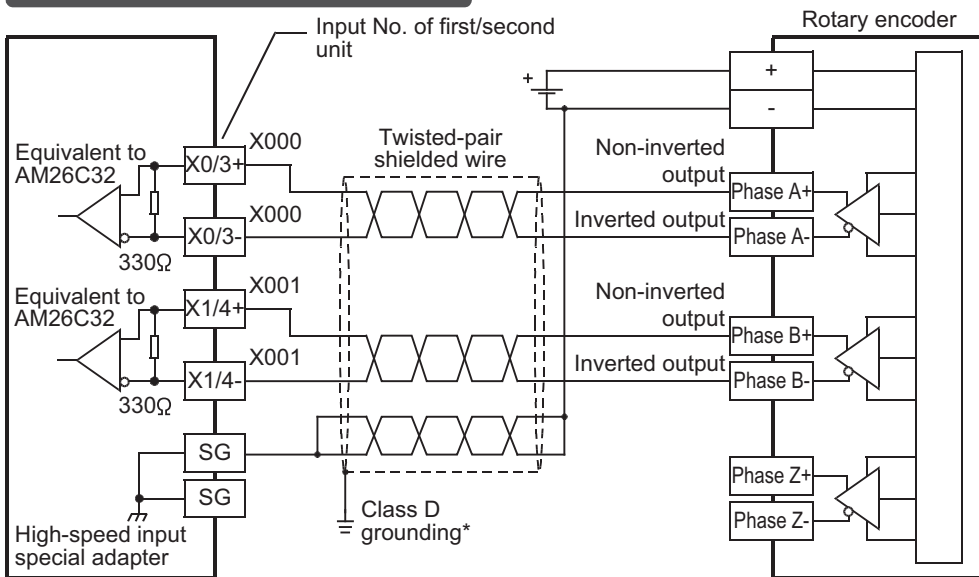 Input No. of first/second
unit
Rotary encoder
+
+
-
Equivalent to
AM26C32
X0/3+
X000
X0/3-
X000
330Ω
Twisted-pair
shielded wire
Non-inverted
output
Phase A+
Inverted output
Phase A-
Equivalent to
AM26C32
X1/4+
X001
X1/4-
X001
330Ω
Non-inverted
output
Phase B+
Inverted output
Phase B-
SG
SG
Phase Z+
Phase Z-
Class D
grounding*
High-speed input
special adapter